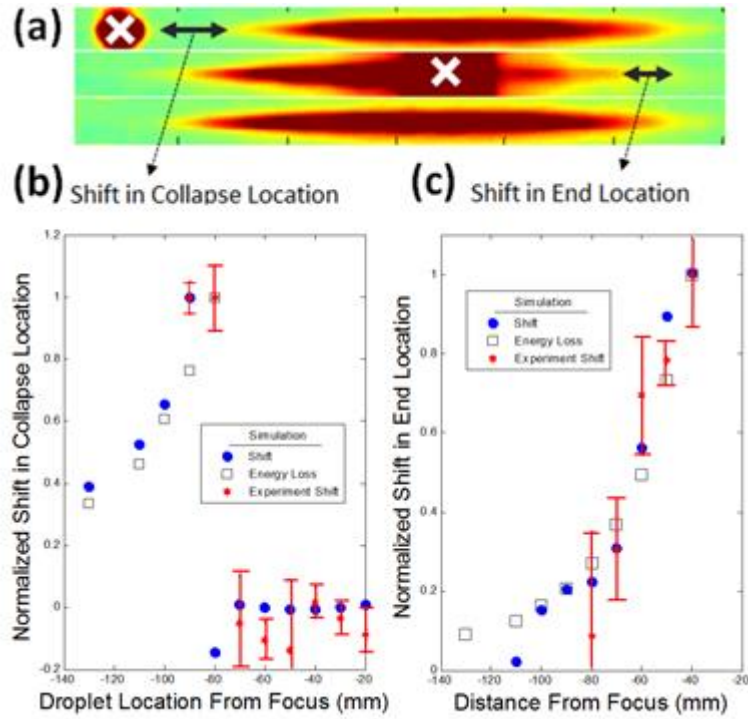 (a)
(b) Shift in Collapse Location
(c) Shift in End Location
Normalized Shift in Collapse Location
1.2
1
0.8
0.6
0.4
0.2
0
-0.2
Simulation
Shift
Energy Loss
Experiment Shift
-140 -120 -100 -80 -60 -40 -20
Droplet Location From Focus (mm)
Normalized Shift in End Location
1
0.8
0.6
0.4
0.2
0
Simulation
Shift
Energy Loss
Experiment Shift
-140 -120 -100 -80 -60 -40 -20
Distance From Focus (mm)